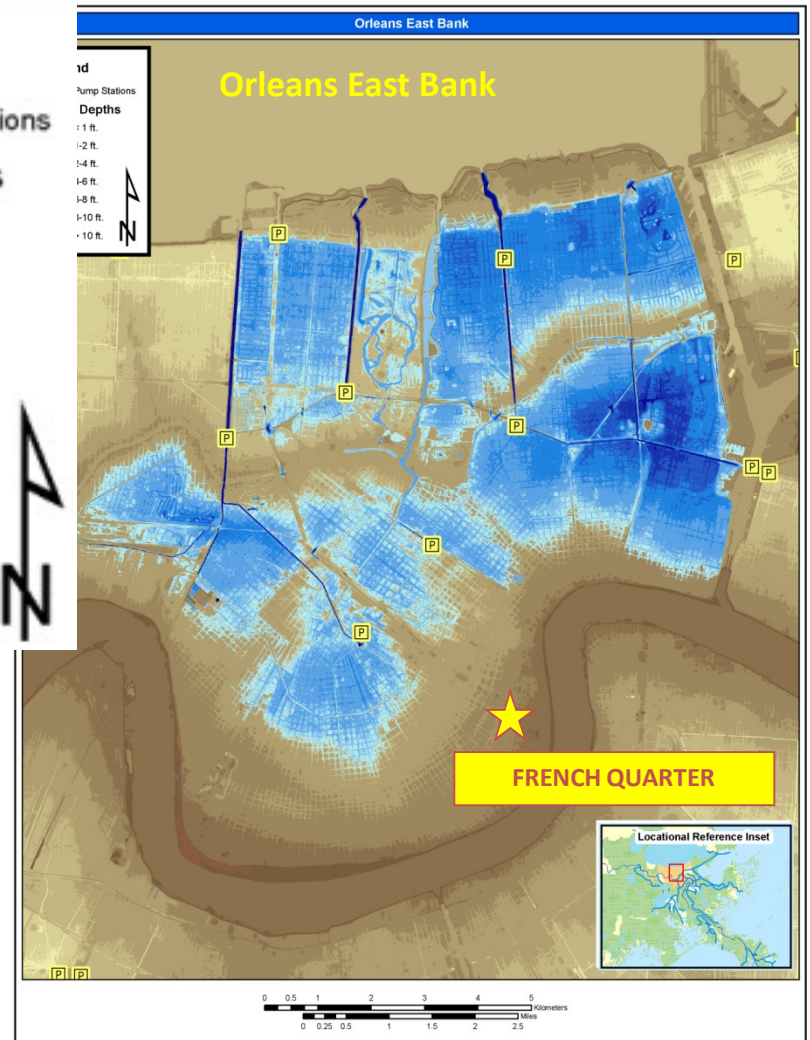 Orleans East Bank
Orleans East Bank
Pump Stations
Depths
1 ft.
-2 ft.
-4 ft.
-6 ft.
-8 ft.
-10 ft.
10 ft.
N
N
P
P
P
P
P
P
P
P
P
P
P
P
P
FRENCH QUARTER
Locational Reference Inset
0 0.5 1 2 3 4 5
Kilometers
Miles
0 0.25 0.5 1 1.5 2 2.5